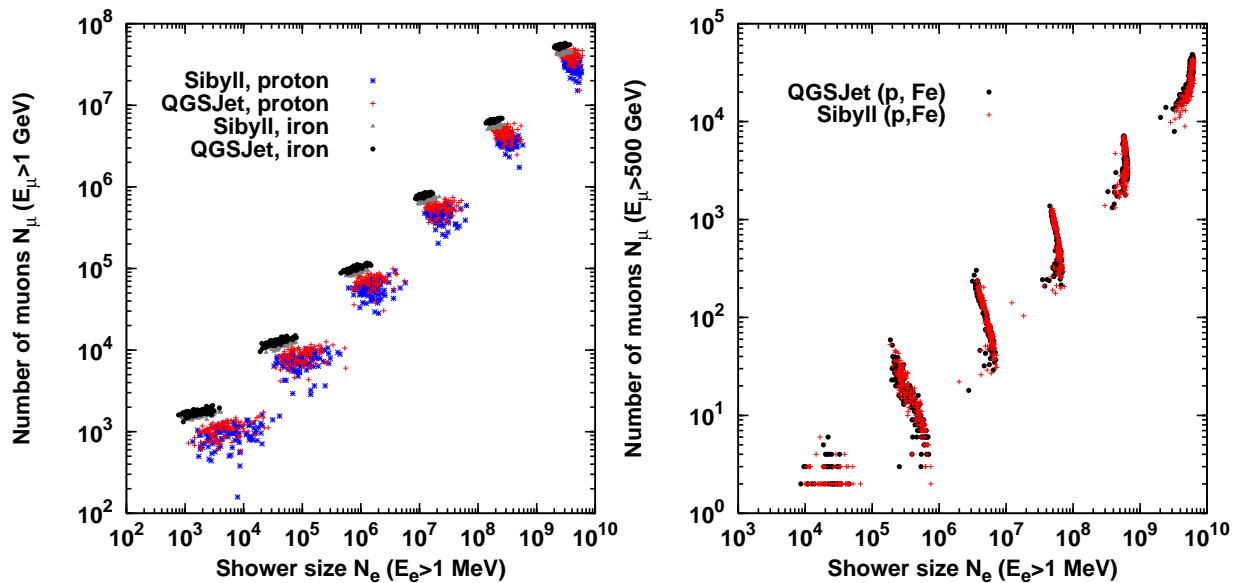 10^8
10^7
10^6
10^5
10^4
10^3
10^2
10^2 10^3 10^4 10^5 10^6 10^7 10^8 10^9 10^10
Number of muons N_μ (E_μ>1 GeV)
Shower size N_e (E_e>1 MeV)
Sibyll, proton
QGSJet, proton
Sibyll, iron
QGSJet, iron
10^5
10^4
10^3
10^2
10^1
10^0
10^3 10^4 10^5 10^6 10^7 10^8 10^9 10^10
Number of muons N_μ (E_μ>500 GeV)
Shower size N_e (E_e>1 MeV)
QGSJet (p, Fe)
Sibyll (p,Fe)